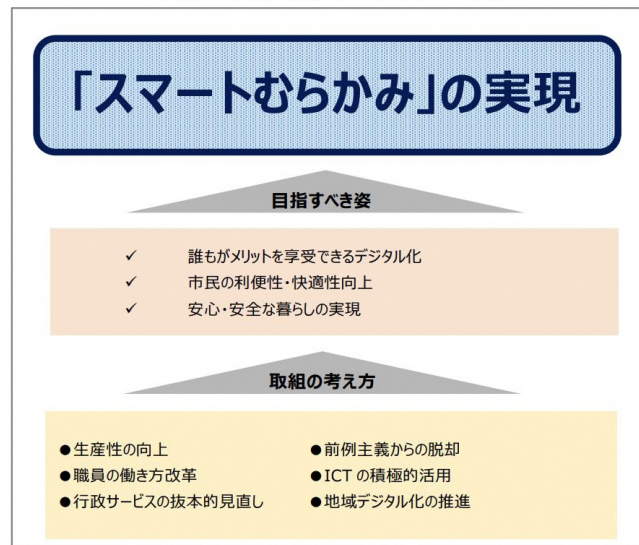 「スマートむらかみ」の実現
目指すべき姿
✓ 誰もがメリットを享受できるデジタル化
✓ 市民の利便性・快適性向上
✓ 安心・安全な暮らしの実現
取組の考え方
●生産性の向上
●職員の働き方改革
●行政サービスの抜本的見直し
●前例主義からの脱却
●ICTの積極的活用
●地域デジタル化の推進